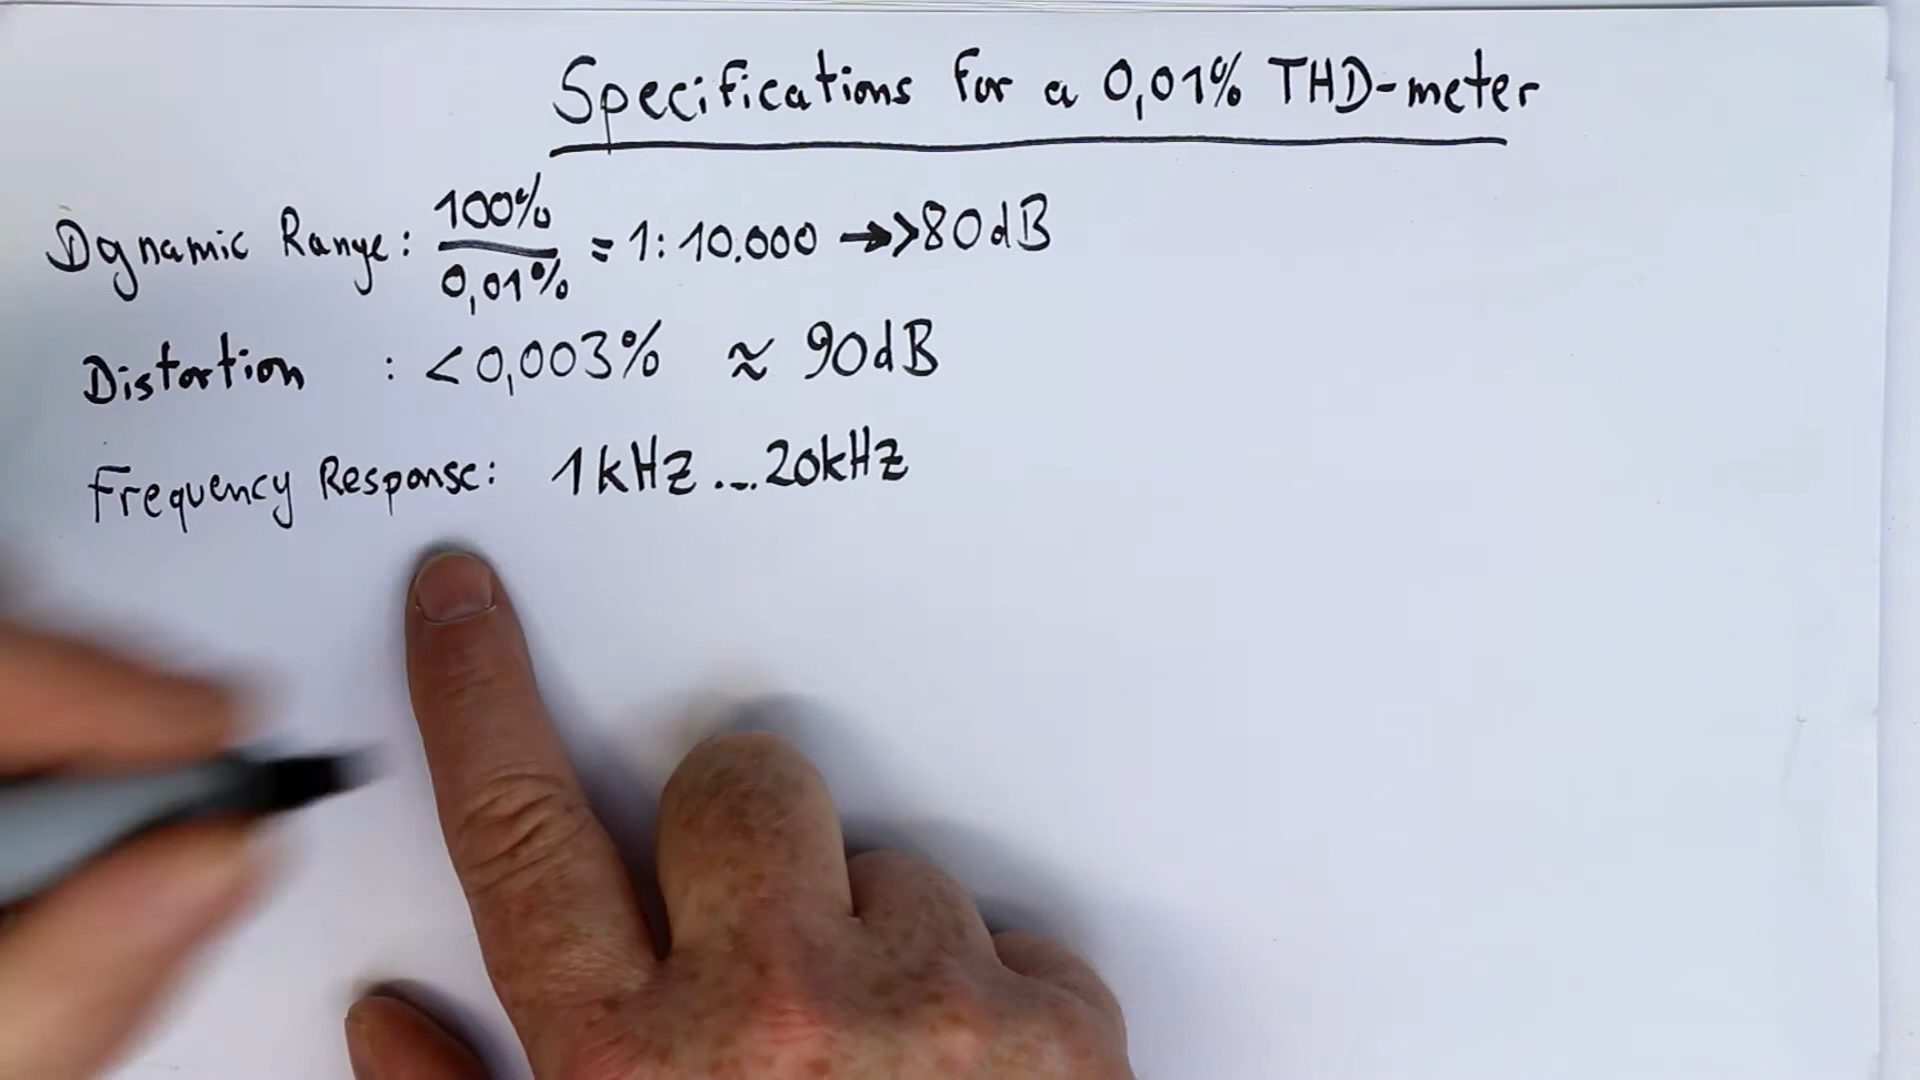 Specifications for a 0,01% THD-meter
Dynamic Range: 100%/0,01% = 1:10.000 →>80dB
Distortion : <0,003% ≈ 90dB
Frequency Response: 1kHz...20kHz